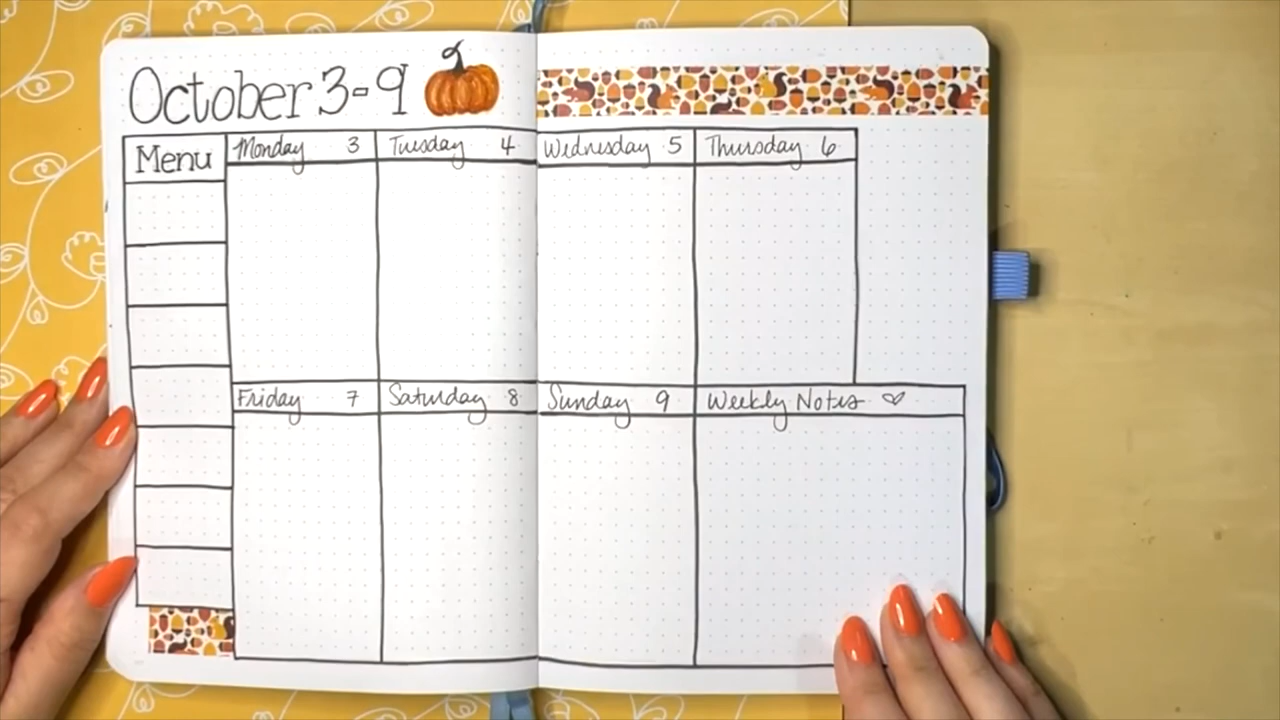 October 3-9
Menu
Monday 3
Tuesday 4
Wednesday 5
Thursday 6
Friday 7
Saturday 8
Sunday 9
Weekly Notes ♡